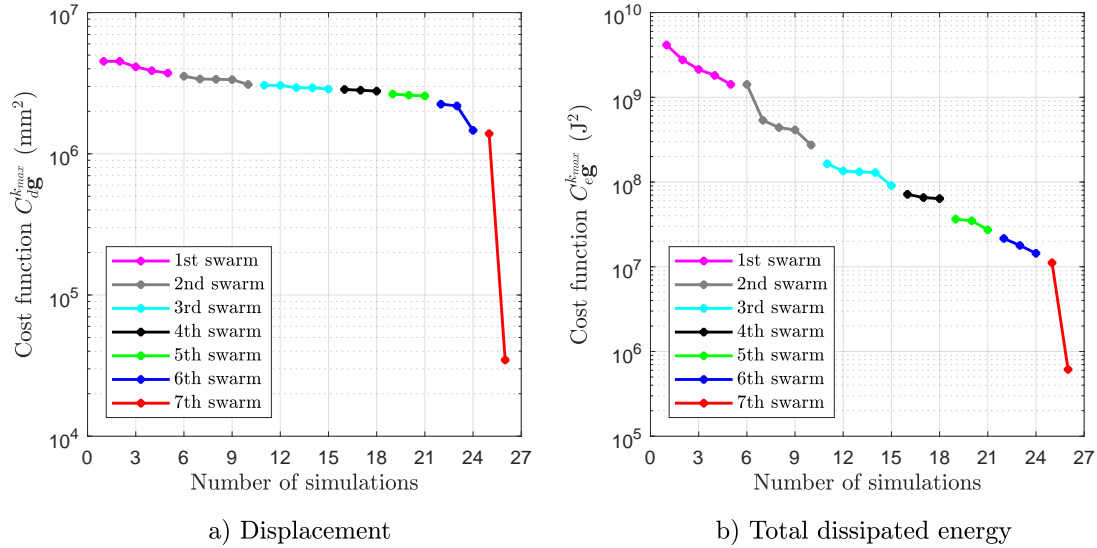 10^7
10^6
10^5
10^4
Cost function C_{d\mathbf{g}}^{k_{max}} (mm^2)
1st swarm
2nd swarm
3rd swarm
4th swarm
5th swarm
6th swarm
7th swarm
0 3 6 9 12 15 18 21 24 27
Number of simulations
a) Displacement
10^10
10^9
10^8
10^7
10^6
10^5
Cost function C_{e\mathbf{g}}^{k_{max}} (J^2)
1st swarm
2nd swarm
3rd swarm
4th swarm
5th swarm
6th swarm
7th swarm
0 3 6 9 12 15 18 21 24 27
Number of simulations
b) Total dissipated energy